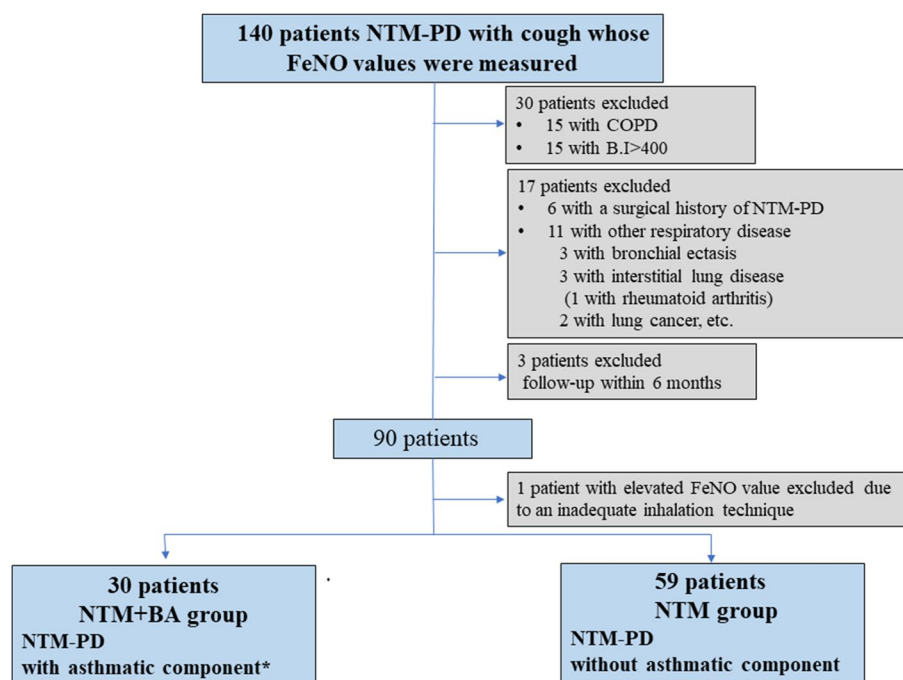 140 patients NTM-PD with cough whose
FeNO values were measured
30 patients excluded
• 15 with COPD
• 15 with B.I>400
17 patients excluded
• 6 with a surgical history of NTM-PD
• 11 with other respiratory disease
3 with bronchial ectasis
3 with interstitial lung disease
(1 with rheumatoid arthritis)
2 with lung cancer, etc.
3 patients excluded
follow-up within 6 months
90 patients
1 patient with elevated FeNO value excluded due
to an inadequate inhalation technique
30 patients
NTM+BA group
NTM-PD
with asthmatic component*
59 patients
NTM group
NTM-PD
without asthmatic component